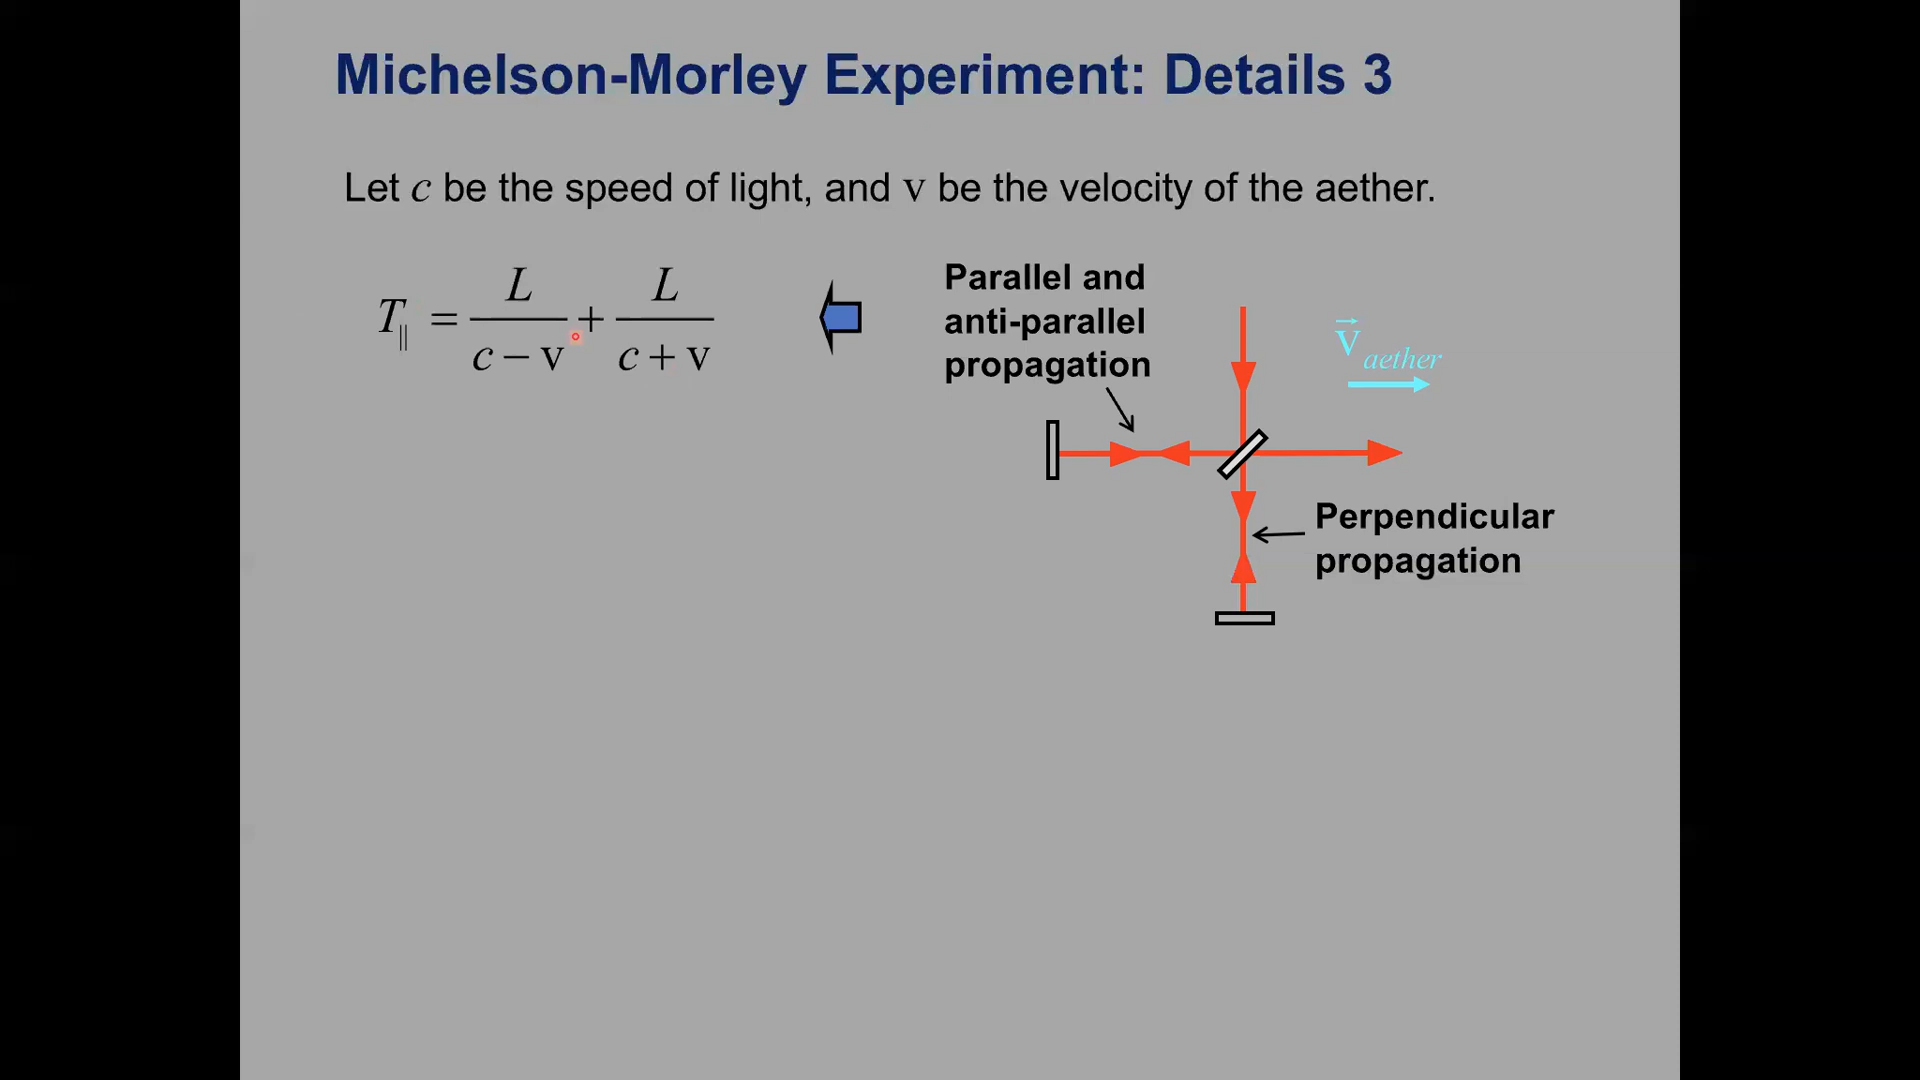 Michelson-Morley Experiment: Details 3
Let c be the speed of light, and v be the velocity of the aether.
T∥ = L/(c − v) + L/(c + v)
Parallel and
anti-parallel
propagation
v⃗ aether
Perpendicular
propagation